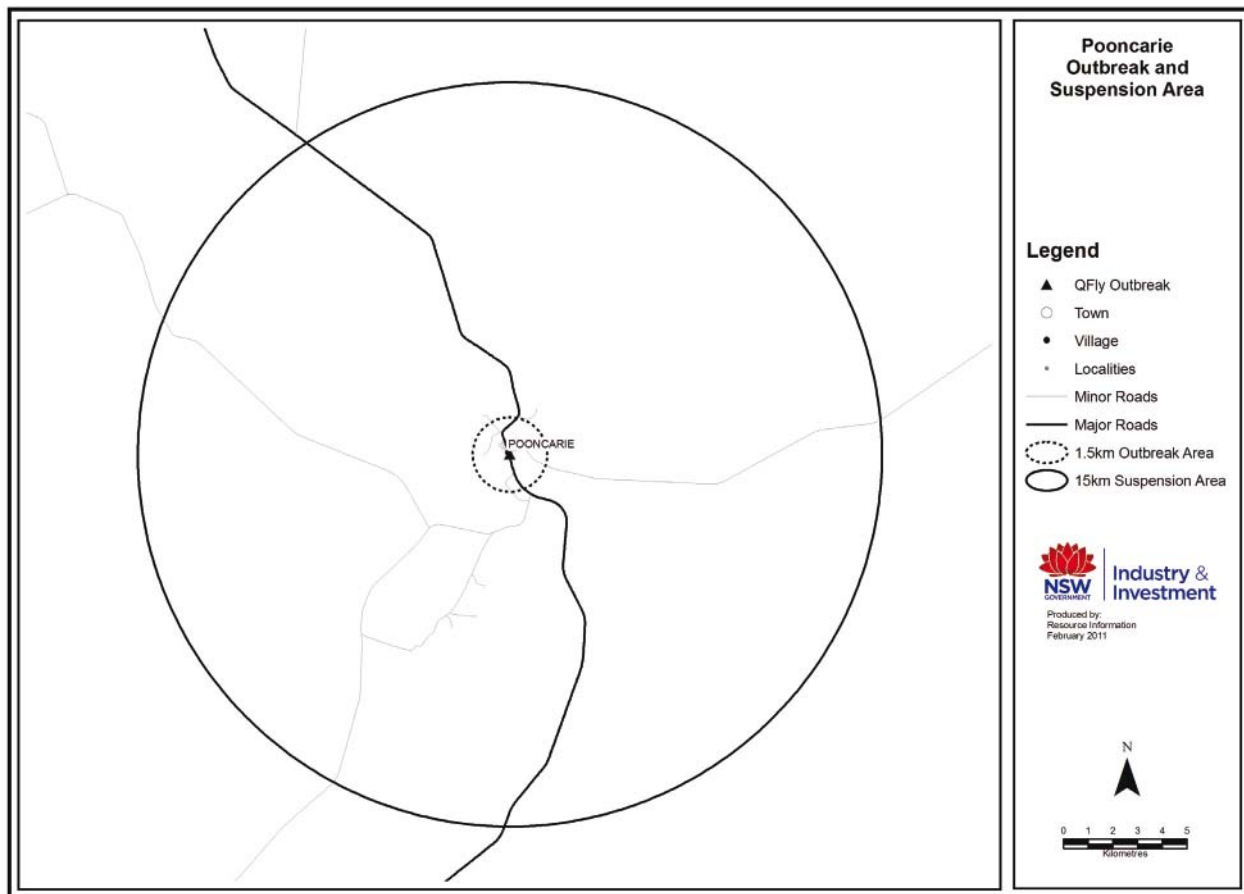 Pooncarie
Outbreak and
Suspension Area
POONCARIE
Legend
QFly Outbreak
Town
Village
Localities
Minor Roads
Major Roads
1.5km Outbreak Area
15km Suspension Area
NSW
GOVERNMENT
Industry &
Investment
Produced by:
Resource Information
February 2011
N
0 1 2 3 4 5
Kilometres